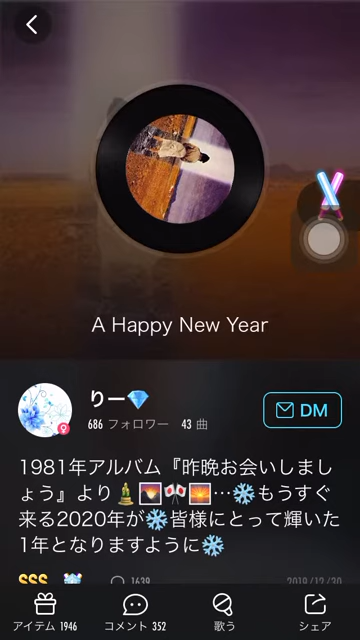 A Happy New Year
りー💎
686 フォロワー 43 曲
DM
1981年アルバム『昨晩お会いしまし
ょう』より🎍🌄🎌🌅…❄️もうすぐ
来る2020年が❄️皆様にとって輝いた
1年となりますように❄️
1639
2019/12/30
アイテム 1946
コメント 352
歌う
シェア